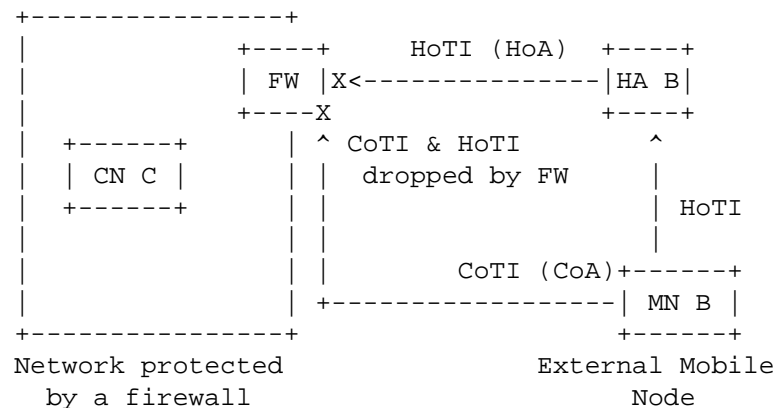 +----------------+
|             +----+     HoTI (HoA)  +----+
|             | FW |X<---------------|HA B|
|             +----X                 +----+
|  +------+      | ^ CoTI & HoTI        ^
|  | CN C |      | |  dropped by FW     |
|  +------+      | |                    | HoTI
|                | |                    |
|                | |        CoTI (CoA)+------+
|                | +------------------| MN B |
+----------------+                    +------+
Network protected                External Mobile
  by a firewall                        Node